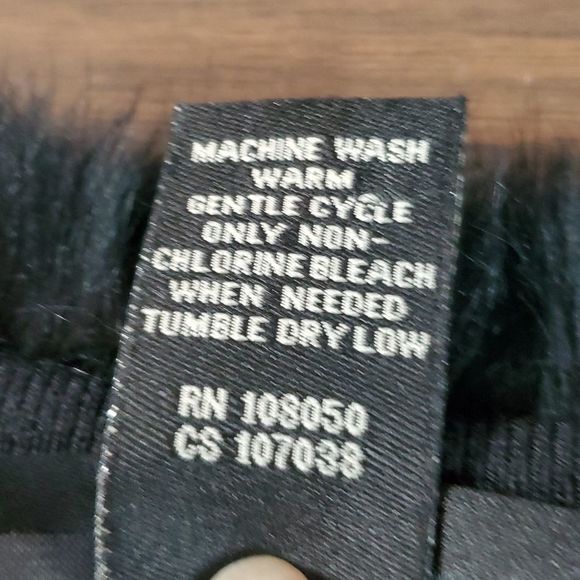 MACHINE WASH
WARM
GENTLE CYCLE
ONLY NON-
CHLORINE BLEACH
WHEN NEEDED
TUMBLE DRY LOW
RN 108050
CS 107038